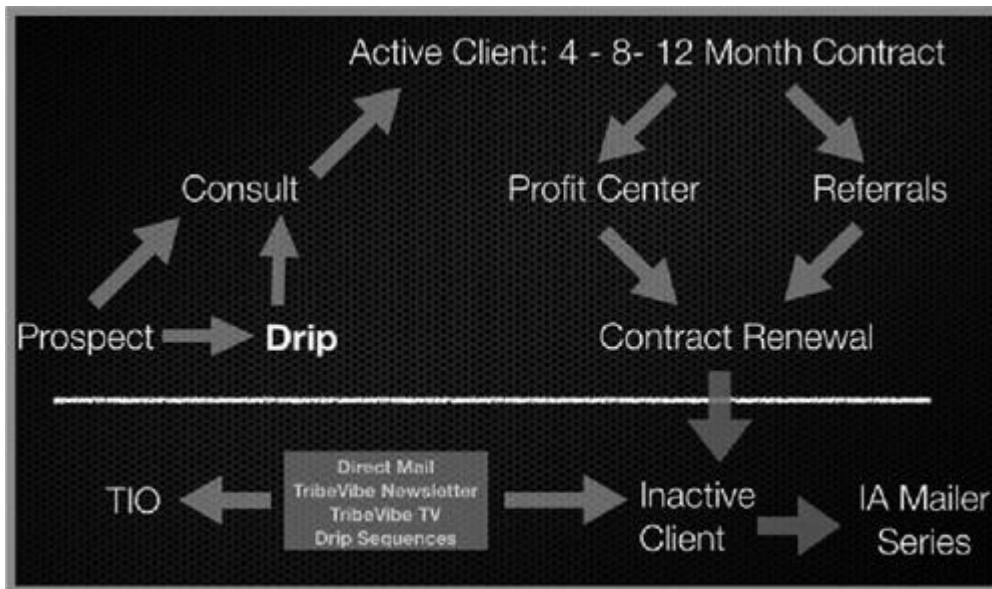 Active Client: 4 - 8- 12 Month Contract
Consult
Profit Center
Referrals
Prospect
Drip
Contract Renewal
Direct Mail
TribeVibe Newsletter
TribeVibe TV
Drip Sequences
TIO
Inactive
Client
IA Mailer
Series